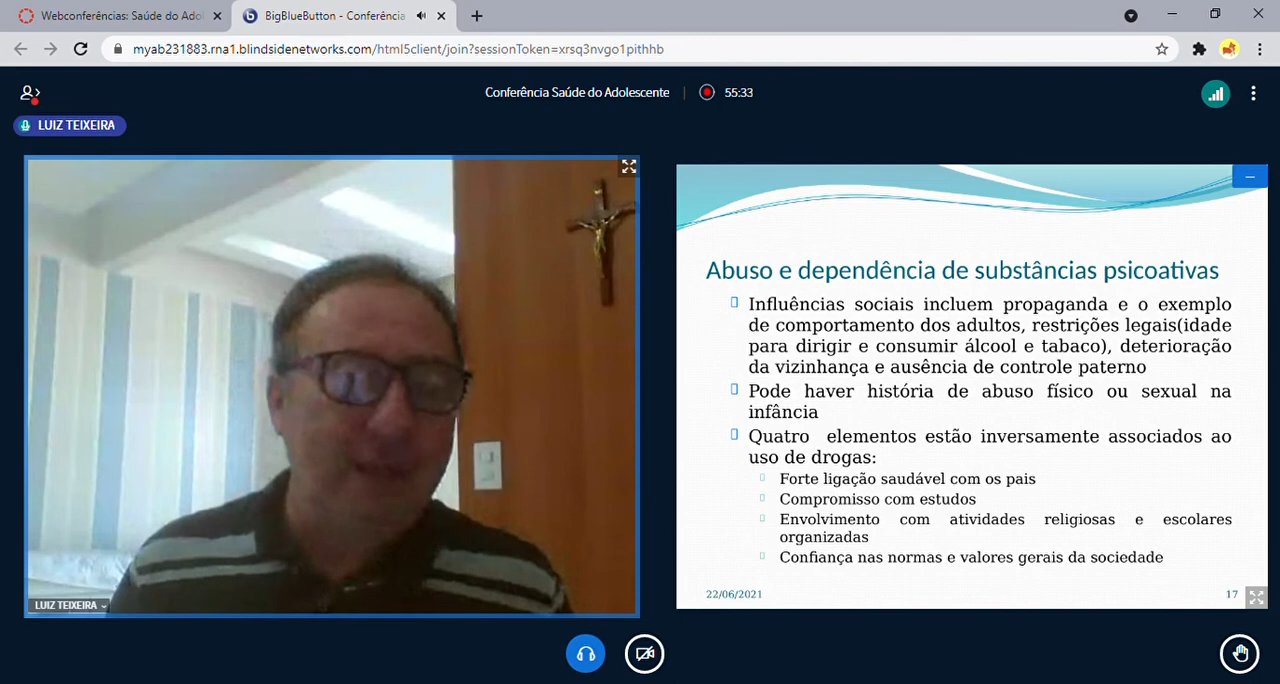 Webconferências: Saúde do Ado
BigBlueButton - Conferência
myab231883.rna1.blindsidenetworks.com/html5client/join?sessionToken=xrsq3nvgo1pithhb
Conferência Saúde do Adolescente
55:33
LUIZ TEIXEIRA
LUIZ TEIXEIRA
Abuso e dependência de substâncias psicoativas
Influências sociais incluem propaganda e o exemplo
de comportamento dos adultos, restrições legais(idade
para dirigir e consumir álcool e tabaco), deterioração
da vizinhança e ausência de controle paterno
Pode haver história de abuso físico ou sexual na
infância
Quatro elementos estão inversamente associados ao
uso de drogas:
Forte ligação saudável com os pais
Compromisso com estudos
Envolvimento com atividades religiosas e escolares
organizadas
Confiança nas normas e valores gerais da sociedade
22/06/2021
17